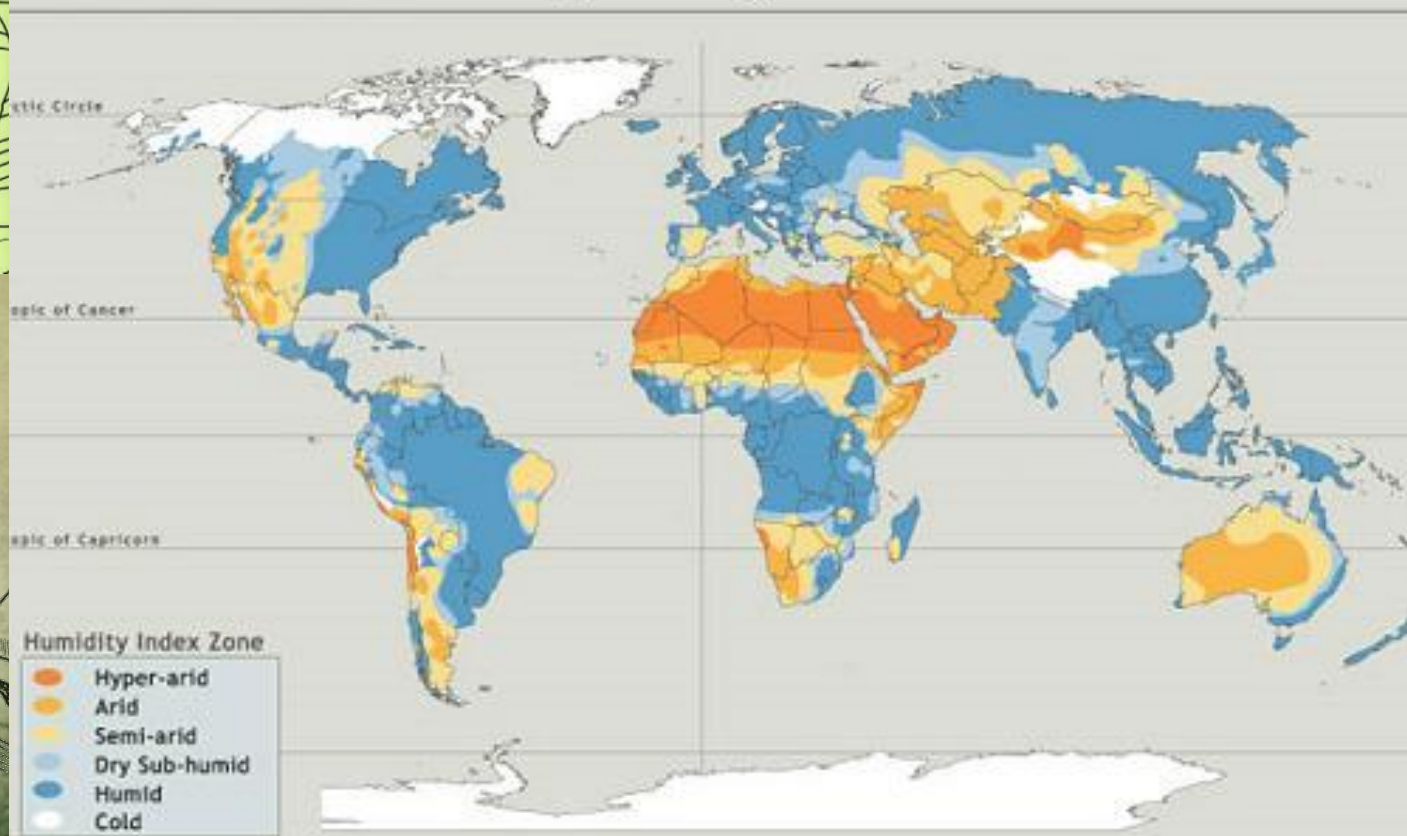 ctic Circle
opic of Cancer
opic of Capricorn
Humidity Index Zone
Hyper-arid
Arid
Semi-arid
Dry Sub-humid
Humid
Cold